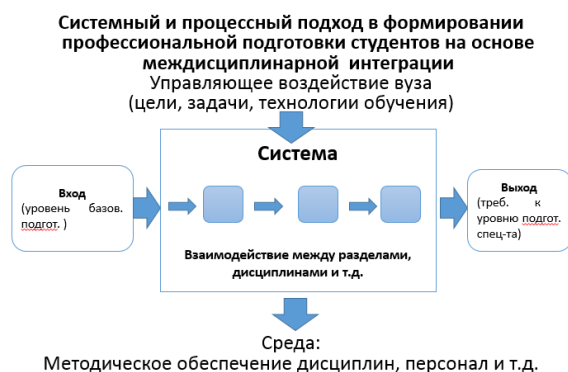 Системный и процессный подход в формировании
профессиональной подготовки студентов на основе
междисциплинарной интеграции
Управляющее воздействие вуза
(цели, задачи, технологии обучения)
Система
Вход
(уровень базов.
подгот. )
Выход
(треб. к
уровню подгот.
спец-та)
Взаимодействие между разделами,
дисциплинами и т.д.
Среда:
Методическое обеспечение дисциплин, персонал и т.д.